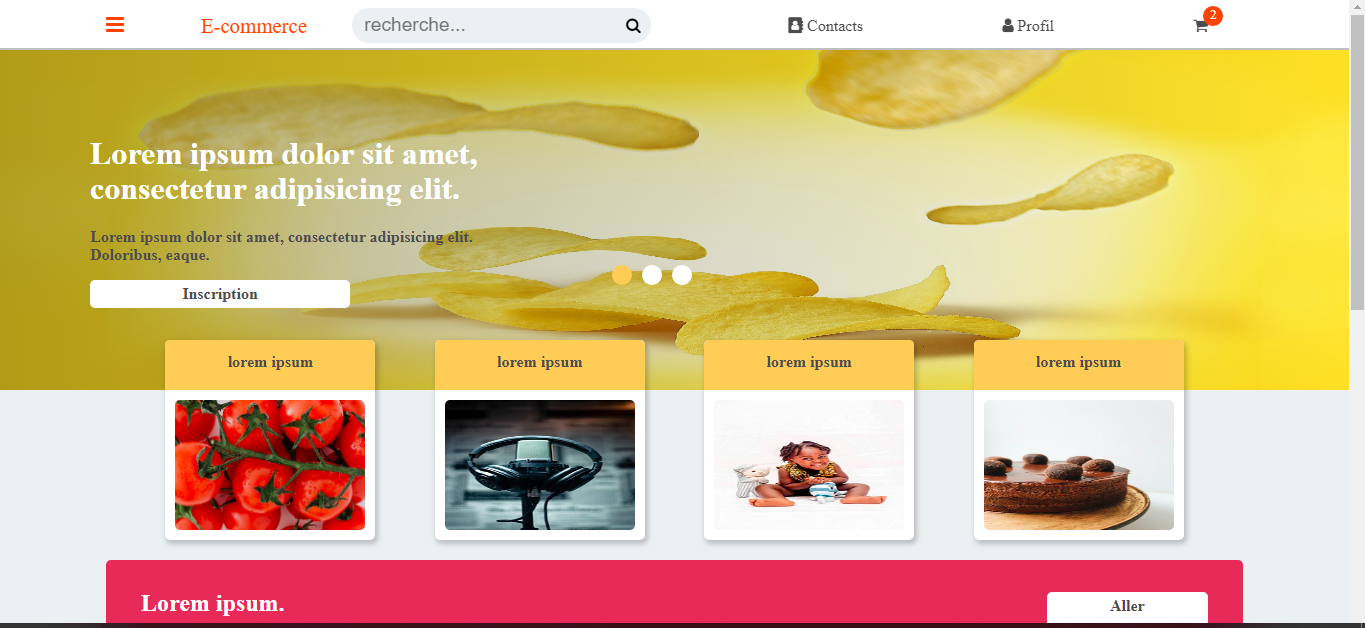 E-commerce
recherche...
Contacts
Profil
2
Lorem ipsum dolor sit amet,
consectetur adipisicing elit.
Lorem ipsum dolor sit amet, consectetur adipisicing elit.
Doloribus, eaque.
Inscription
lorem ipsum
lorem ipsum
lorem ipsum
lorem ipsum
Lorem ipsum.
Aller